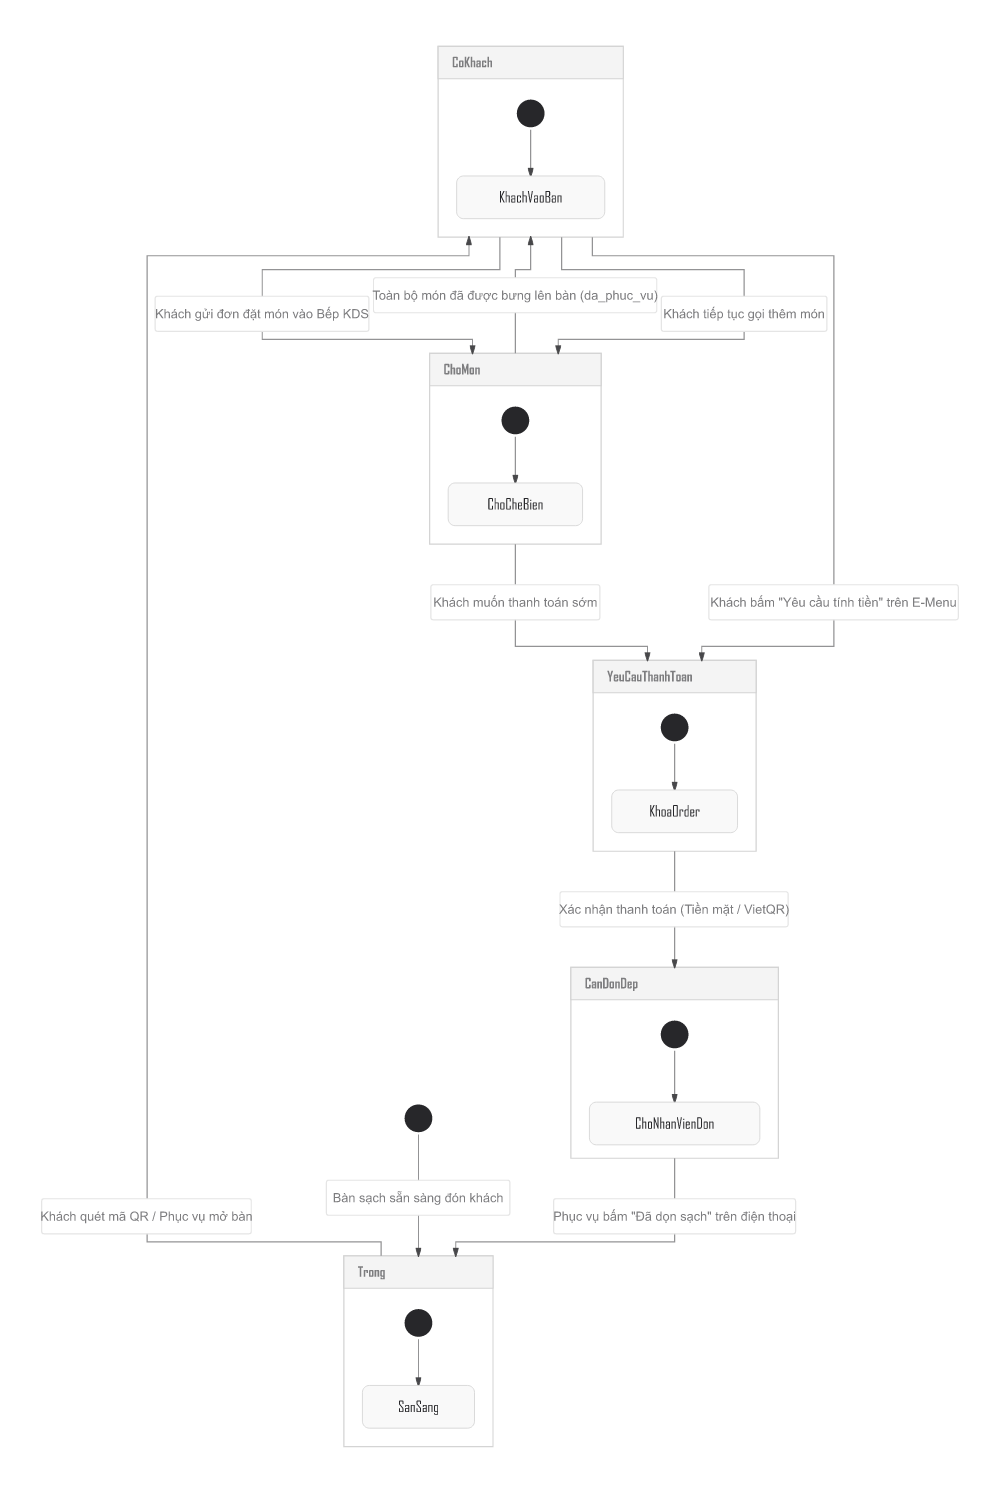 CoKhach
KhachVaoBan
Toàn bộ món đã được bưng lên bàn (da_phuc_vu)
Khách gửi đơn đặt món vào Bếp KDS
Khách tiếp tục gọi thêm món
ChoMon
ChoCheBien
Khách muốn thanh toán sớm
Khách bấm "Yêu cầu tính tiền" trên E-Menu
YeuCauThanhToan
KhoaOrder
Xác nhận thanh toán (Tiền mặt / VietQR)
CanDonDep
ChoNhanVienDon
Bàn sạch sẵn sàng đón khách
Khách quét mã QR / Phục vụ mở bàn
Phục vụ bấm "Đã dọn sạch" trên điện thoại
Trong
SanSang